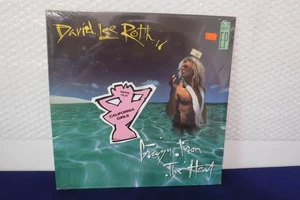 David Lee Roth
CALIFORNIA
GIRLS
Crazy From
The Heat